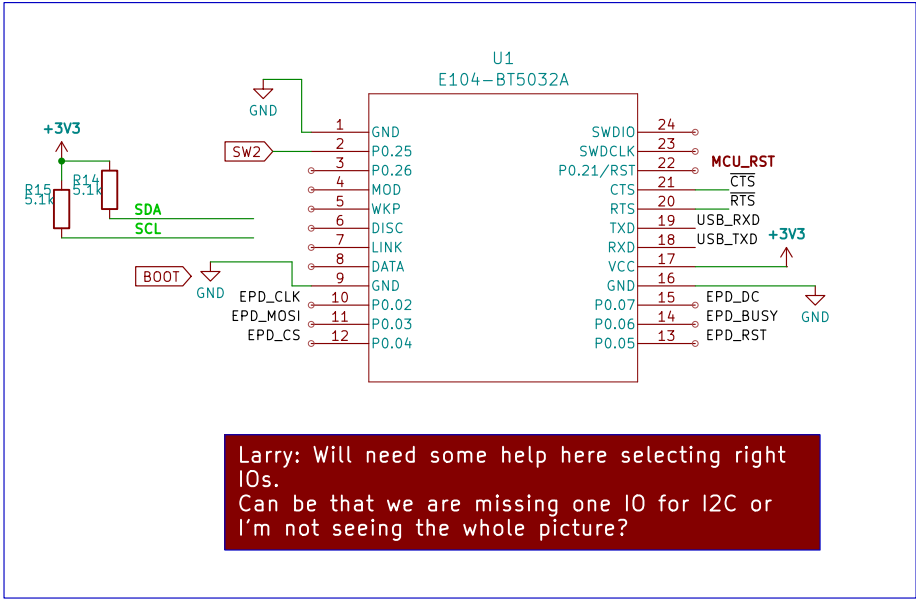 U1
E104-BT5032A
GND
+3V3
R15
5.1k
R14
5.1k
SDA
SCL
SW2
BOOT
GND
EPD_CLK
EPD_MOSI
EPD_CS
1 GND
2 P0.25
3 P0.26
4 MOD
5 WKP
6 DISC
7 LINK
8 DATA
9 GND
10 P0.02
11 P0.03
12 P0.04
SWDIO 24
SWDCLK 23
P0.21/RST 22 MCU_RST
CTS 21 CTS
RTS 20 RTS
TXD 19 USB_RXD
RXD 18 USB_TXD
VCC 17 +3V3
GND 16 GND
P0.07 15 EPD_DC
P0.06 14 EPD_BUSY
P0.05 13 EPD_RST
Larry: Will need some help here selecting right
IOs.
Can be that we are missing one IO for I2C or
I'm not seeing the whole picture?